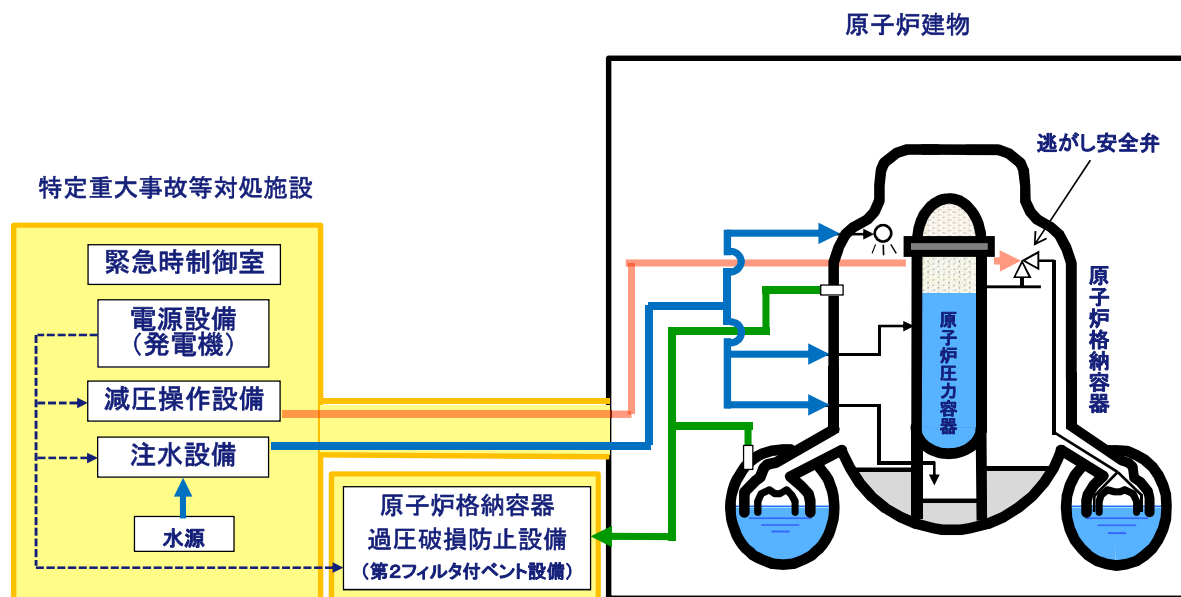 原子炉建物
逃がし安全弁
特定重大事故等対処施設
緊急時制御室
電源設備
(発電機)
減圧操作設備
注水設備
水源
原子炉格納容器
過圧破損防止設備
(第2フィルタ付ベント設備)
原子炉圧力容器
原子炉格納容器